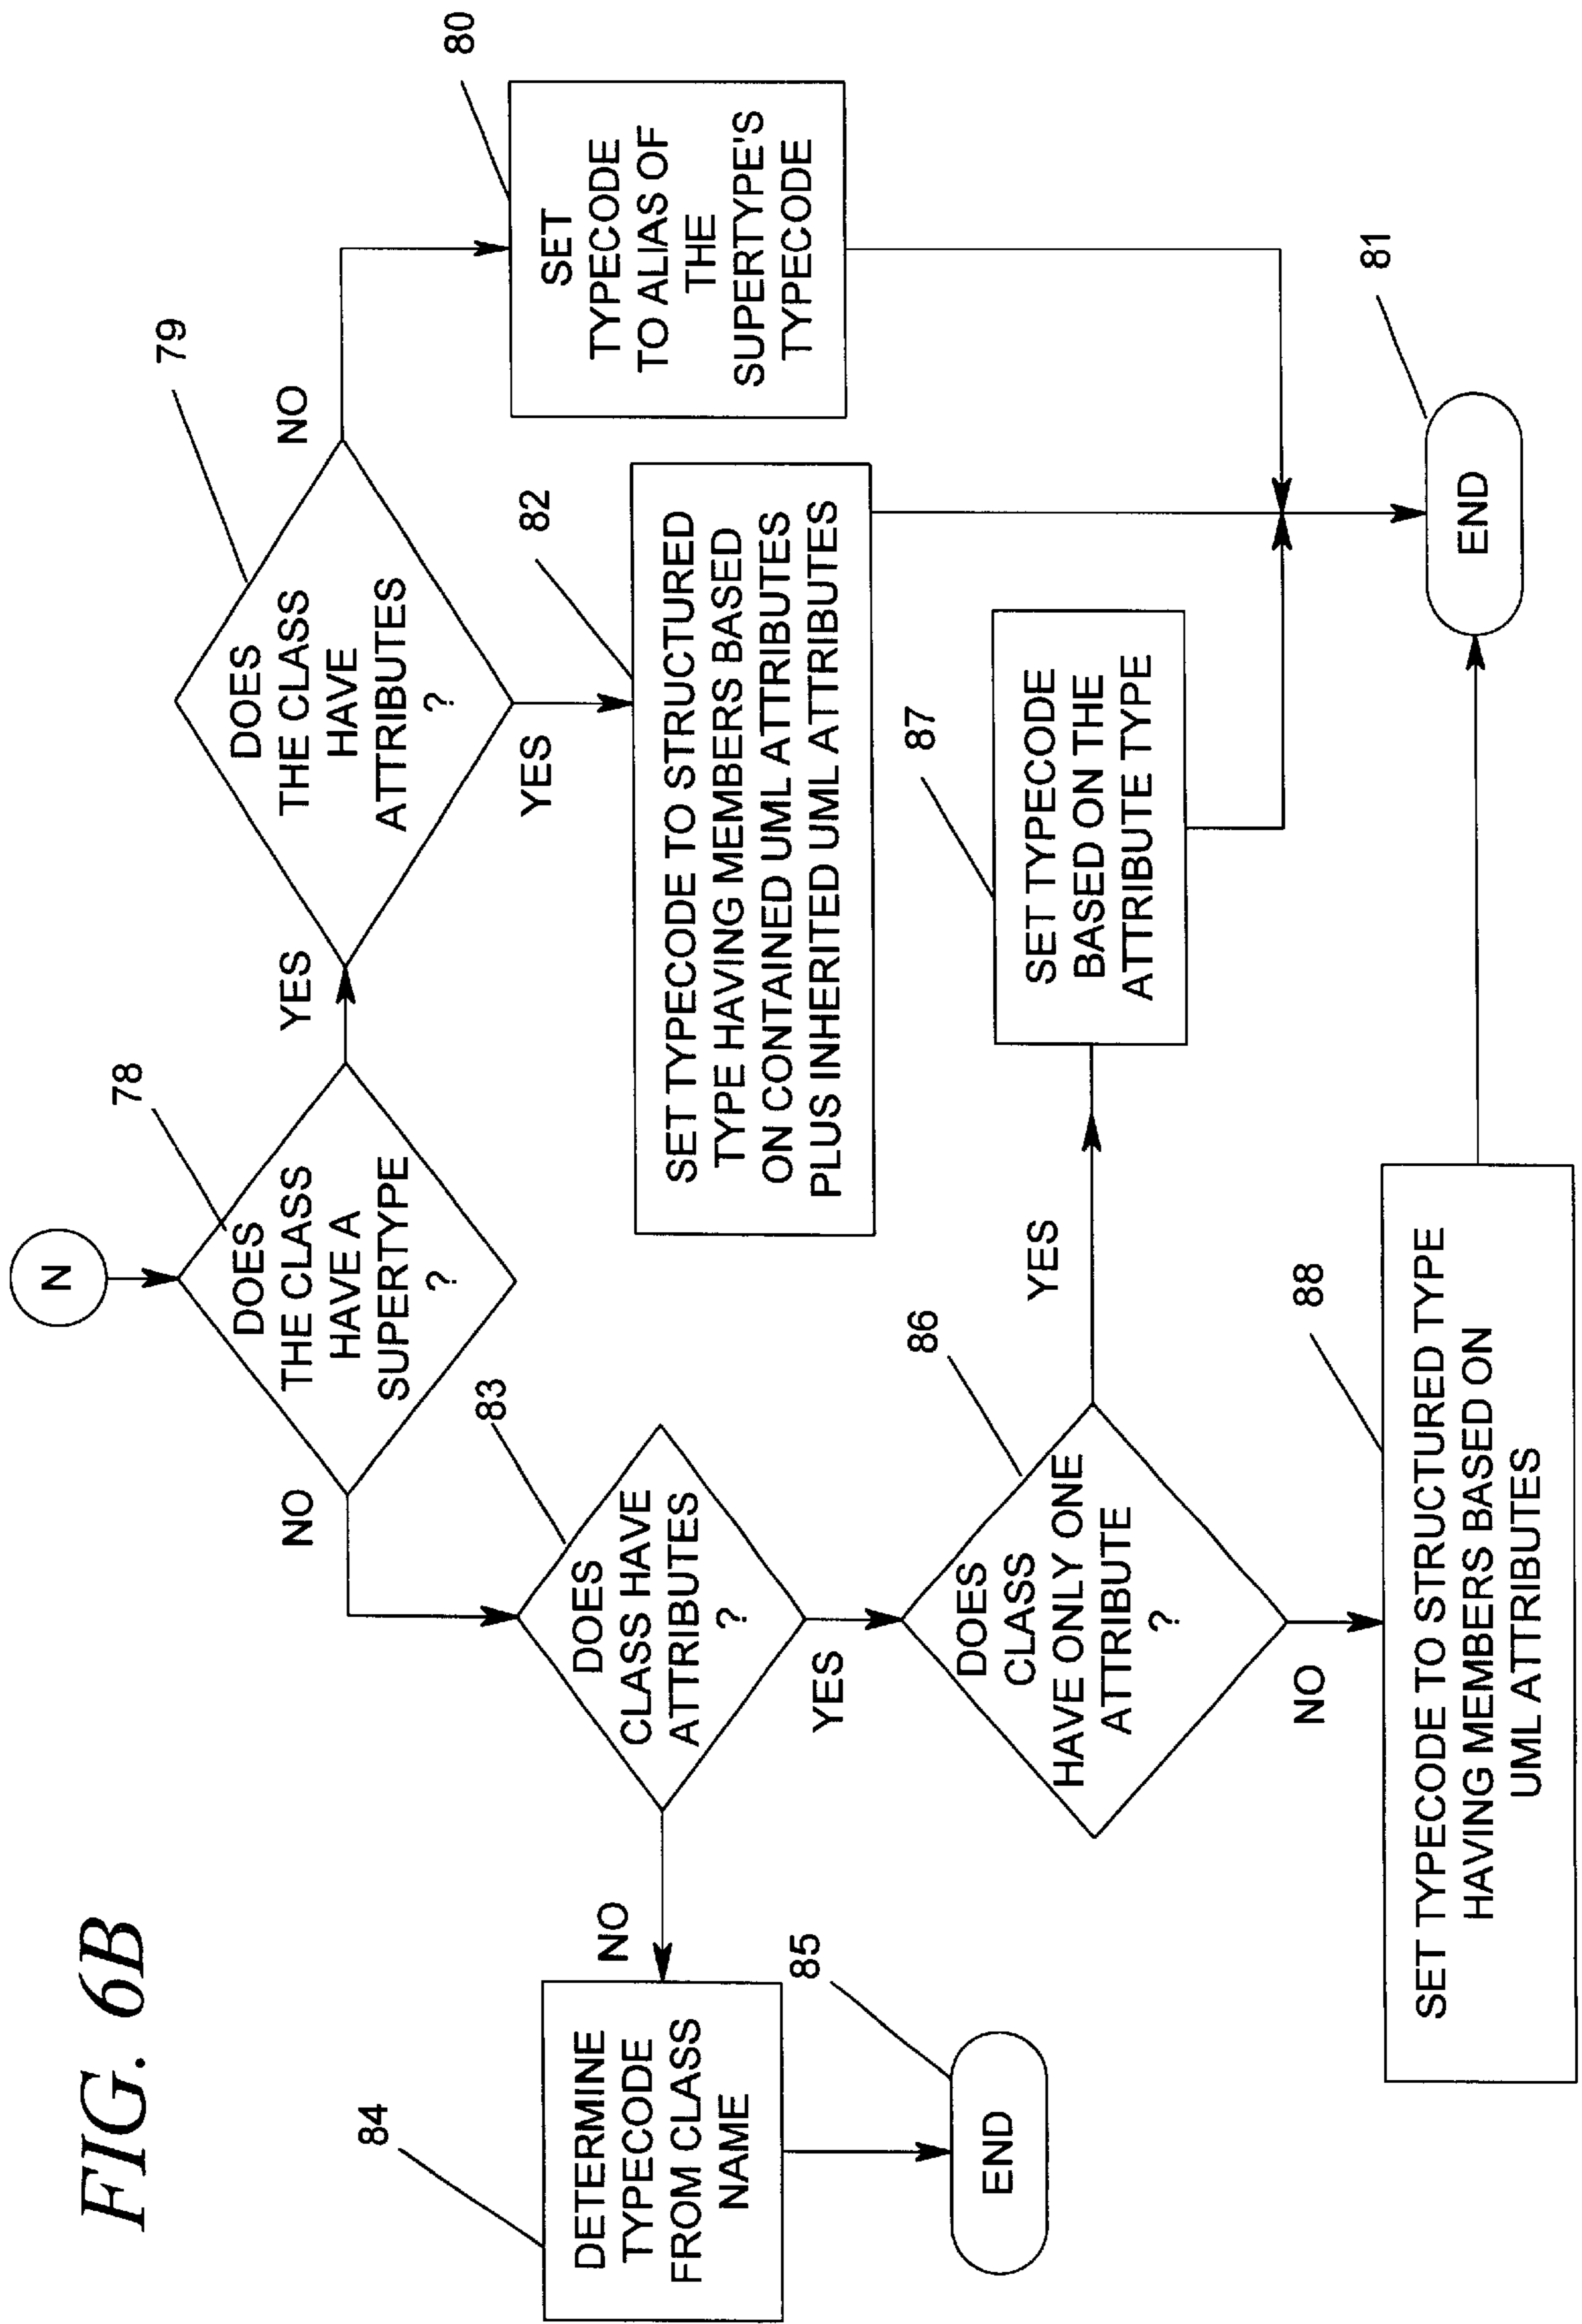 FIG. 6B
N
78
DOES
THE CLASS
HAVE A
SUPERTYPE
?
YES
NO
79
DOES
THE CLASS
HAVE
ATTRIBUTES
?
NO
YES
80
SET
TYPECODE
TO ALIAS OF
THE
SUPERTYPE'S
TYPECODE
82
SET TYPECODE TO STRUCTURED
TYPE HAVING MEMBERS BASED
ON CONTAINED UML ATTRIBUTES
PLUS INHERITED UML ATTRIBUTES
81
END
83
DOES
CLASS HAVE
ATTRIBUTES
?
NO
YES
84
DETERMINE
TYPECODE
FROM CLASS
NAME
85
END
86
DOES
CLASS
HAVE ONLY ONE
ATTRIBUTE
?
YES
NO
87
SET TYPECODE
BASED ON THE
ATTRIBUTE TYPE
88
SET TYPECODE TO STRUCTURED TYPE
HAVING MEMBERS BASED ON
UML ATTRIBUTES